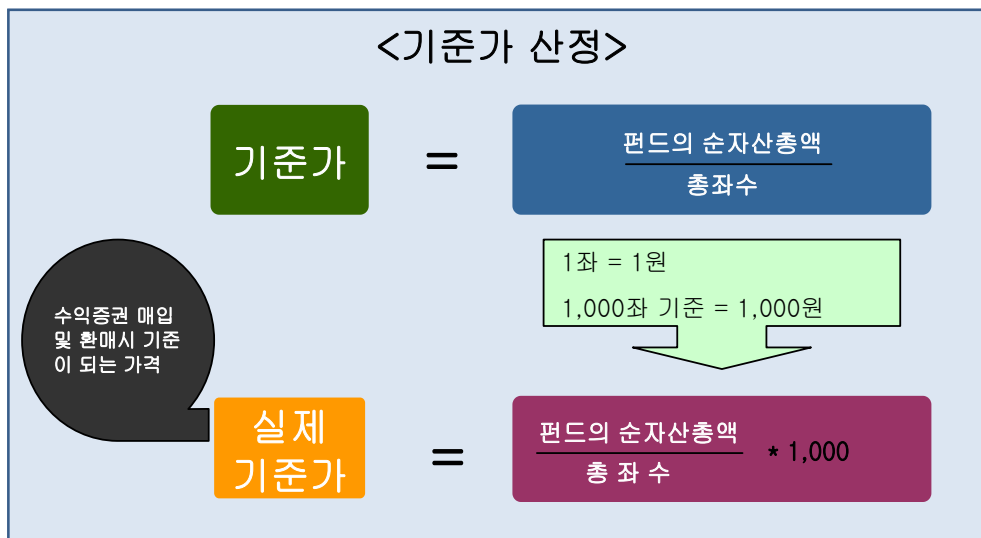 <기준가 산정>
기준가
=
펀드의 순자산총액
총좌수
1좌 = 1원
1,000좌 기준 = 1,000원
수익증권 매입
및 환매시 기준
이 되는 가격
실제
기준가
=
펀드의 순자산총액
총 좌 수
* 1,000